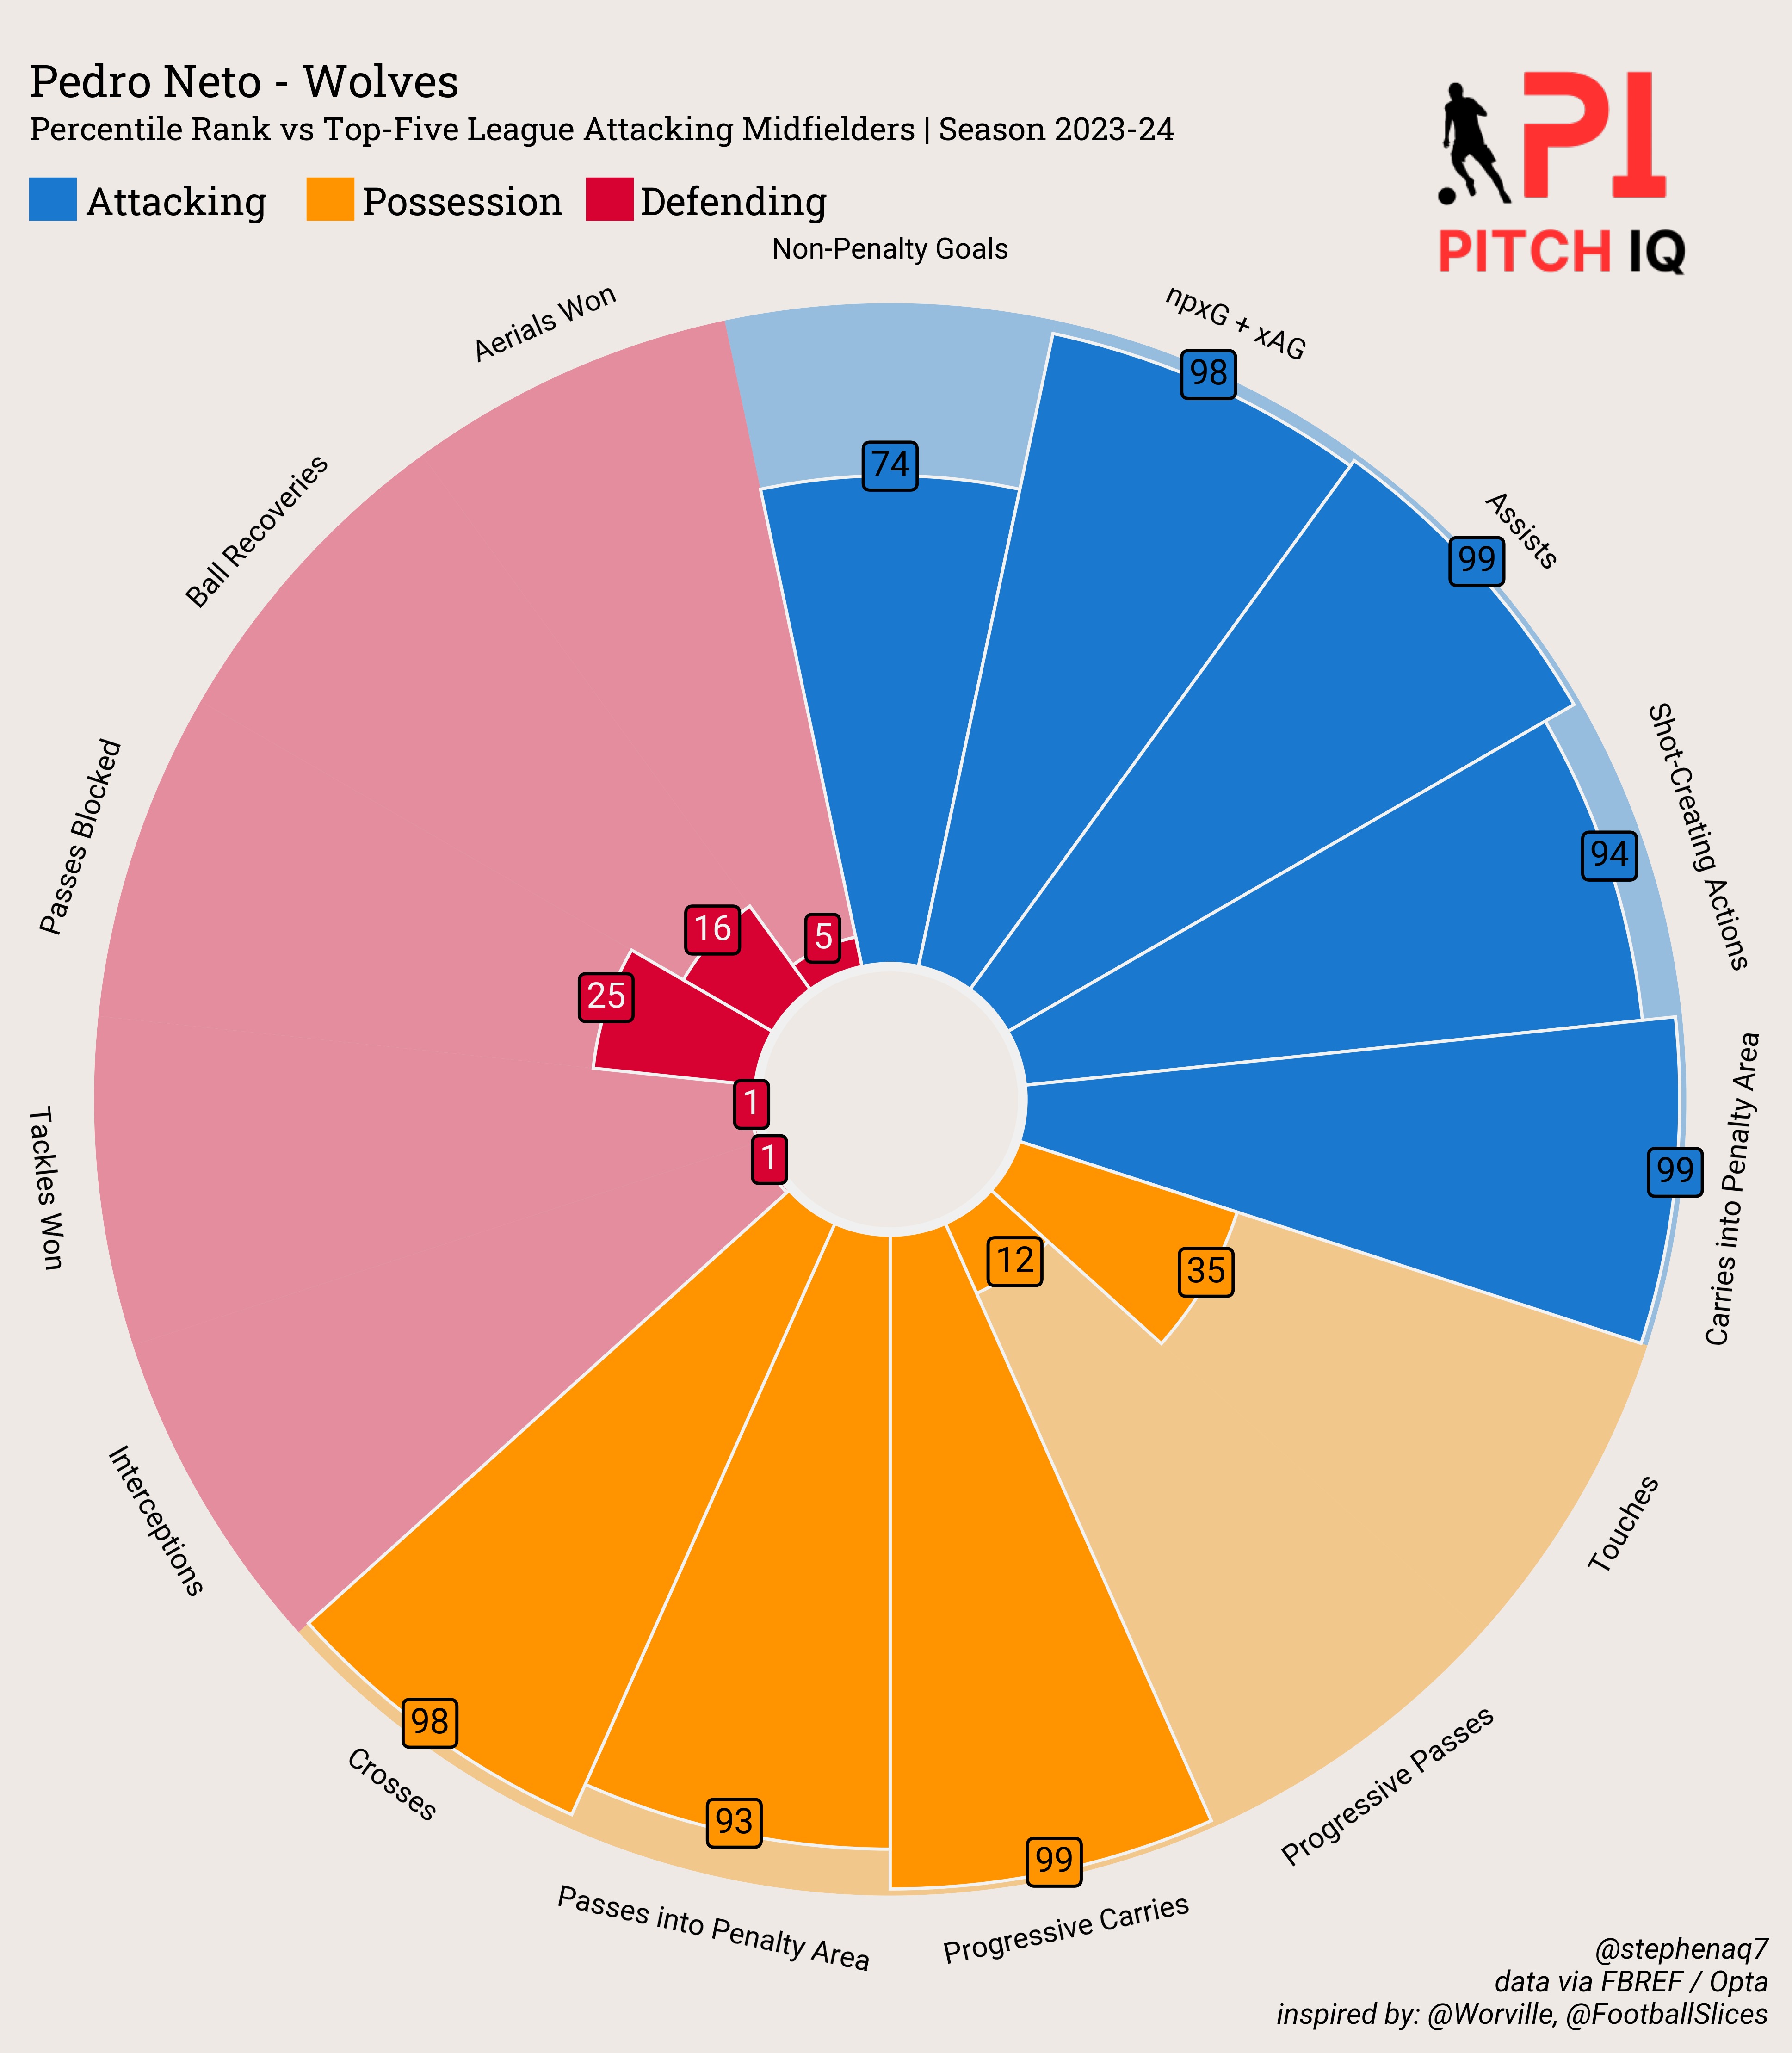 Pedro Neto - Wolves
Percentile Rank vs Top-Five League Attacking Midfielders | Season 2023-24
Attacking
Possession
Defending
PI
PITCH IQ
Non-Penalty Goals
74
npxG + xAG
98
Assists
99
Shot-Creating Actions
94
Carries into Penalty Area
99
Touches
35
Progressive Passes
12
Progressive Carries
99
Passes into Penalty Area
93
Crosses
98
Interceptions
1
Tackles Won
1
Passes Blocked
25
Ball Recoveries
16
Aerials Won
5
@stephenaq7
data via FBREF / Opta
inspired by: @Worville, @FootballSlices